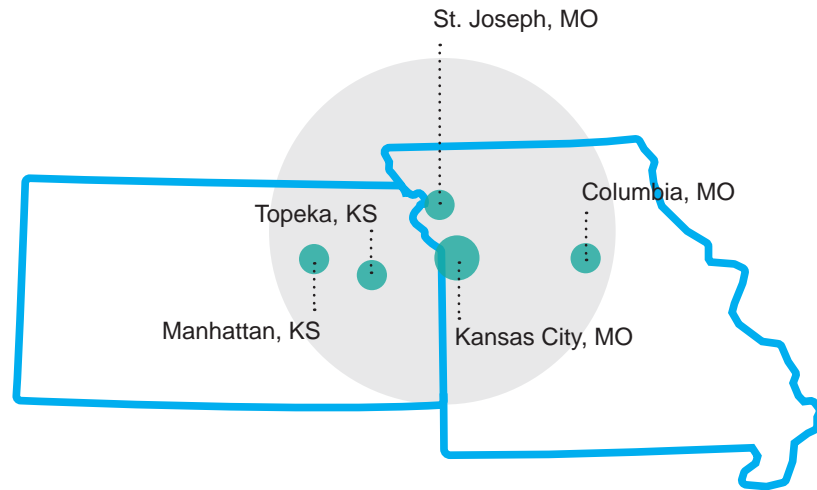 St. Joseph, MO
Columbia, MO
Topeka, KS
Manhattan, KS
Kansas City, MO